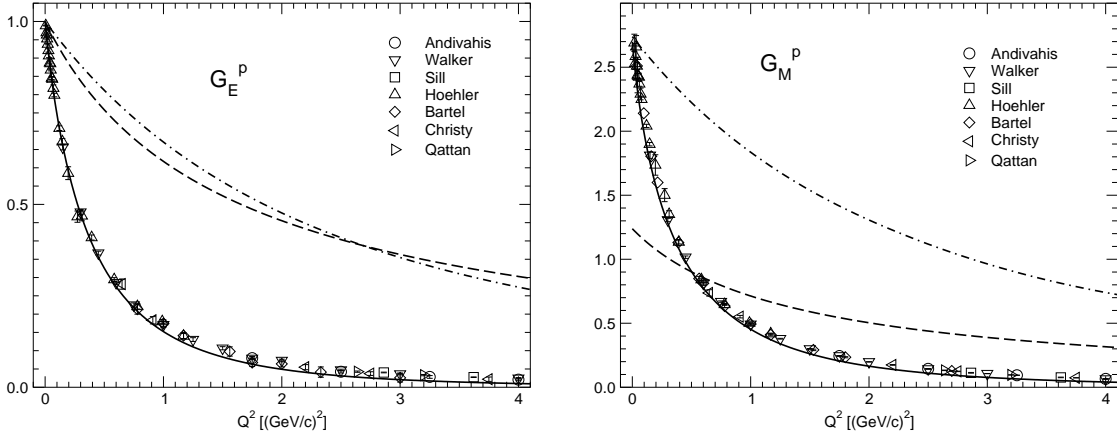 1.0
0.5
0.0
0
1
2
3
4
Q² [(GeV/c)²]
G_E^p
Andivahis
Walker
Sill
Hoehler
Bartel
Christy
Qattan
2.5
2.0
1.5
1.0
0.5
0.0
0
1
2
3
4
Q² [(GeV/c)²]
G_M^p
Andivahis
Walker
Sill
Hoehler
Bartel
Christy
Qattan